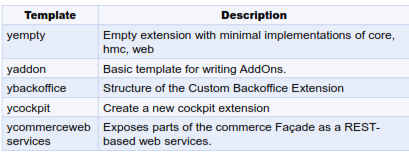 Template Description
yempty Empty extension with minimal implementations of core,
hmc, web
yaddon Basic template for writing AddOns.
ybackoffice Structure of the Custom Backoffice Extension
ycockpit Create a new cockpit extension
ycommerceweb Exposes parts of the commerce Façade as a REST-
services based web services.